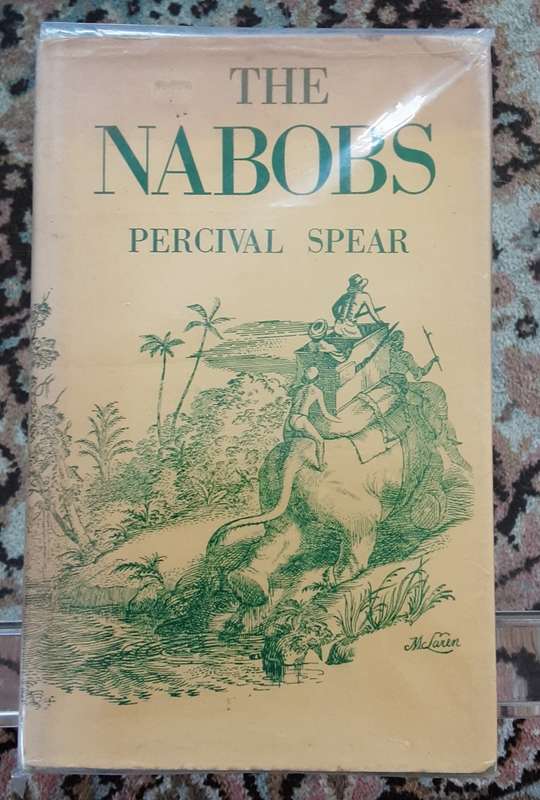 THE
NABOBS
PERCIVAL SPEAR
McLaren